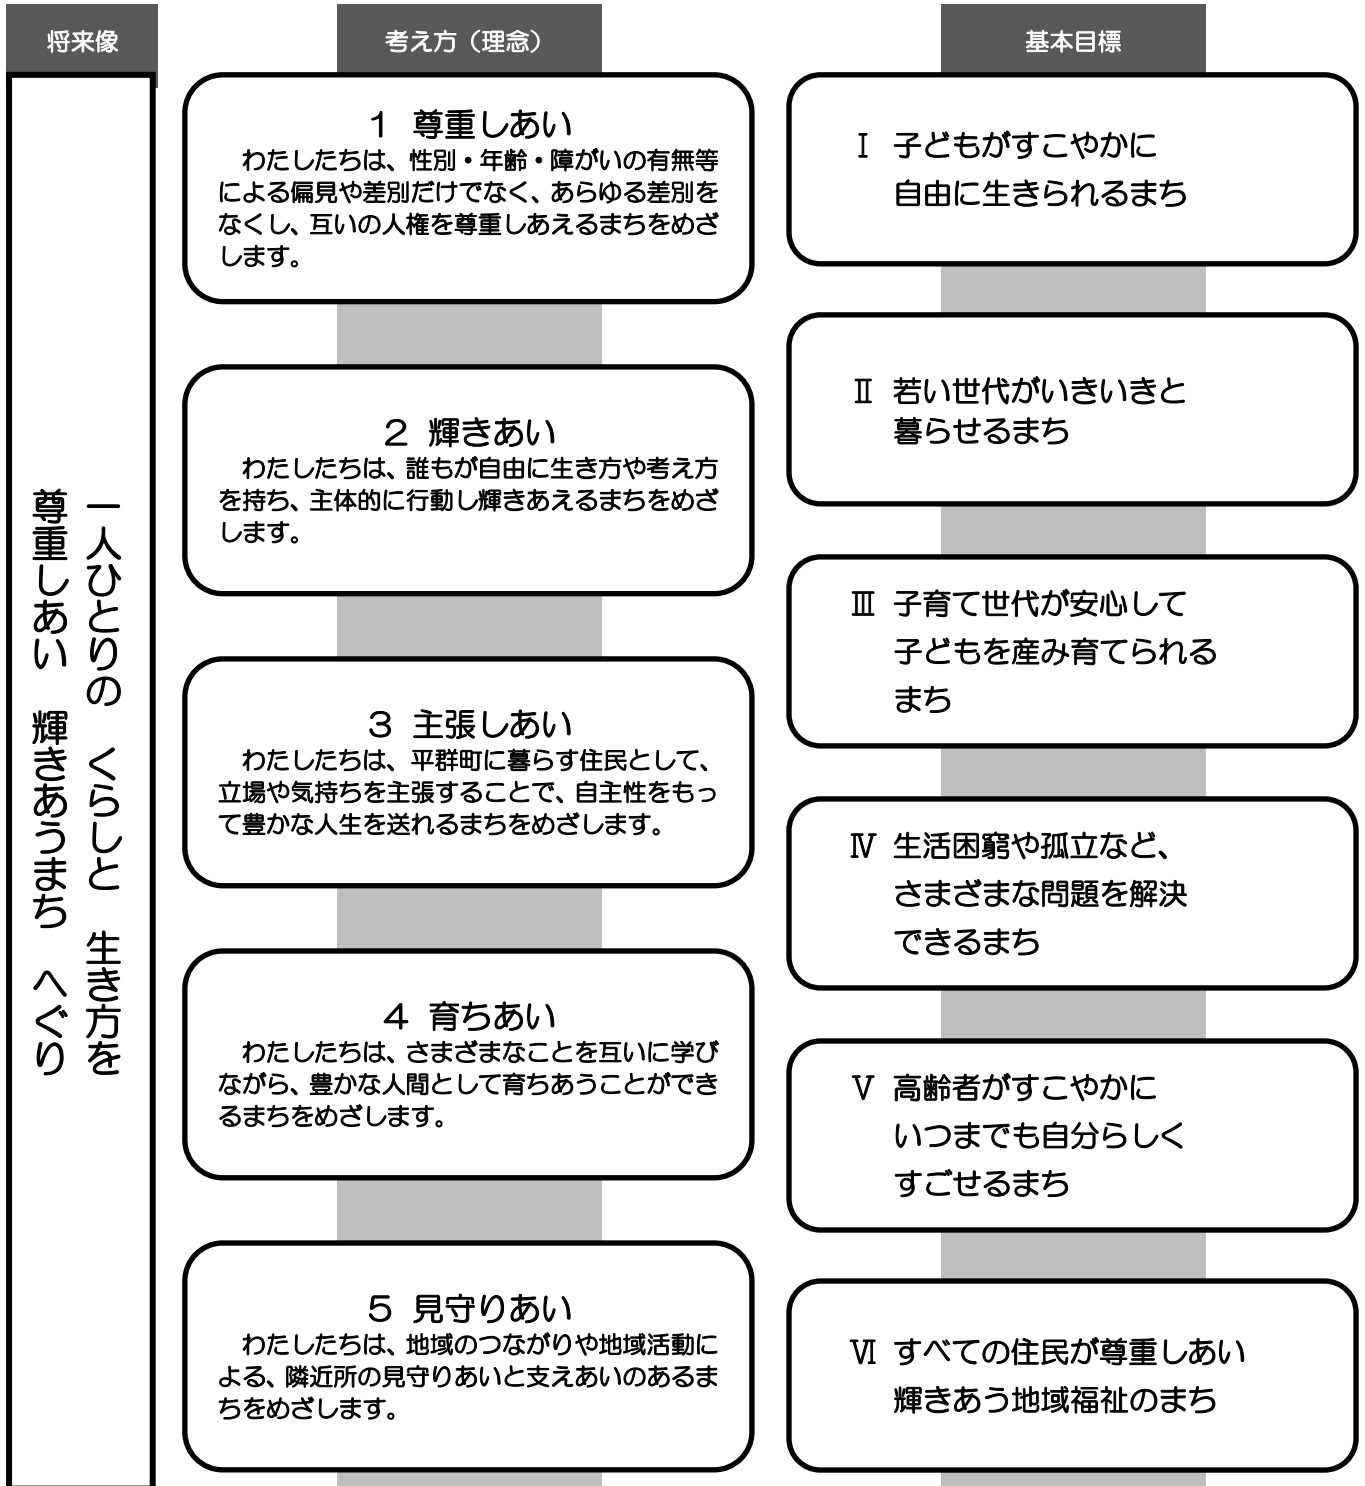 将来像
一人ひとりの　くらしと　生き方を
尊重しあい　輝きあうまち　へぐり
考え方（理念）
１　尊重しあい
　わたしたちは、性別・年齢・障がいの有無等
による偏見や差別だけでなく、あらゆる差別を
なくし、互いの人権を尊重しあえるまちをめざ
します。
２　輝きあい
　わたしたちは、誰もが自由に生き方や考え方
を持ち、主体的に行動し輝きあえるまちをめざ
します。
３　主張しあい
　わたしたちは、平群町に暮らす住民として、
立場や気持ちを主張することで、自主性をもっ
て豊かな人生を送れるまちをめざします。
４　育ちあい
　わたしたちは、さまざまなことを互いに学び
ながら、豊かな人間として育ちあうことができ
るまちをめざします。
５　見守りあい
　わたしたちは、地域のつながりや地域活動に
よる、隣近所の見守りあいと支えあいのあるま
ちをめざします。
基本目標
Ⅰ　子どもがすこやかに
自由に生きられるまち
Ⅱ　若い世代がいきいきと
暮らせるまち
Ⅲ　子育て世代が安心して
子どもを産み育てられる
まち
Ⅳ　生活困窮や孤立など、
さまざまな問題を解決
できるまち
Ⅴ　高齢者がすこやかに
いつまでも自分らしく
すごせるまち
Ⅵ　すべての住民が尊重しあい
輝きあう地域福祉のまち